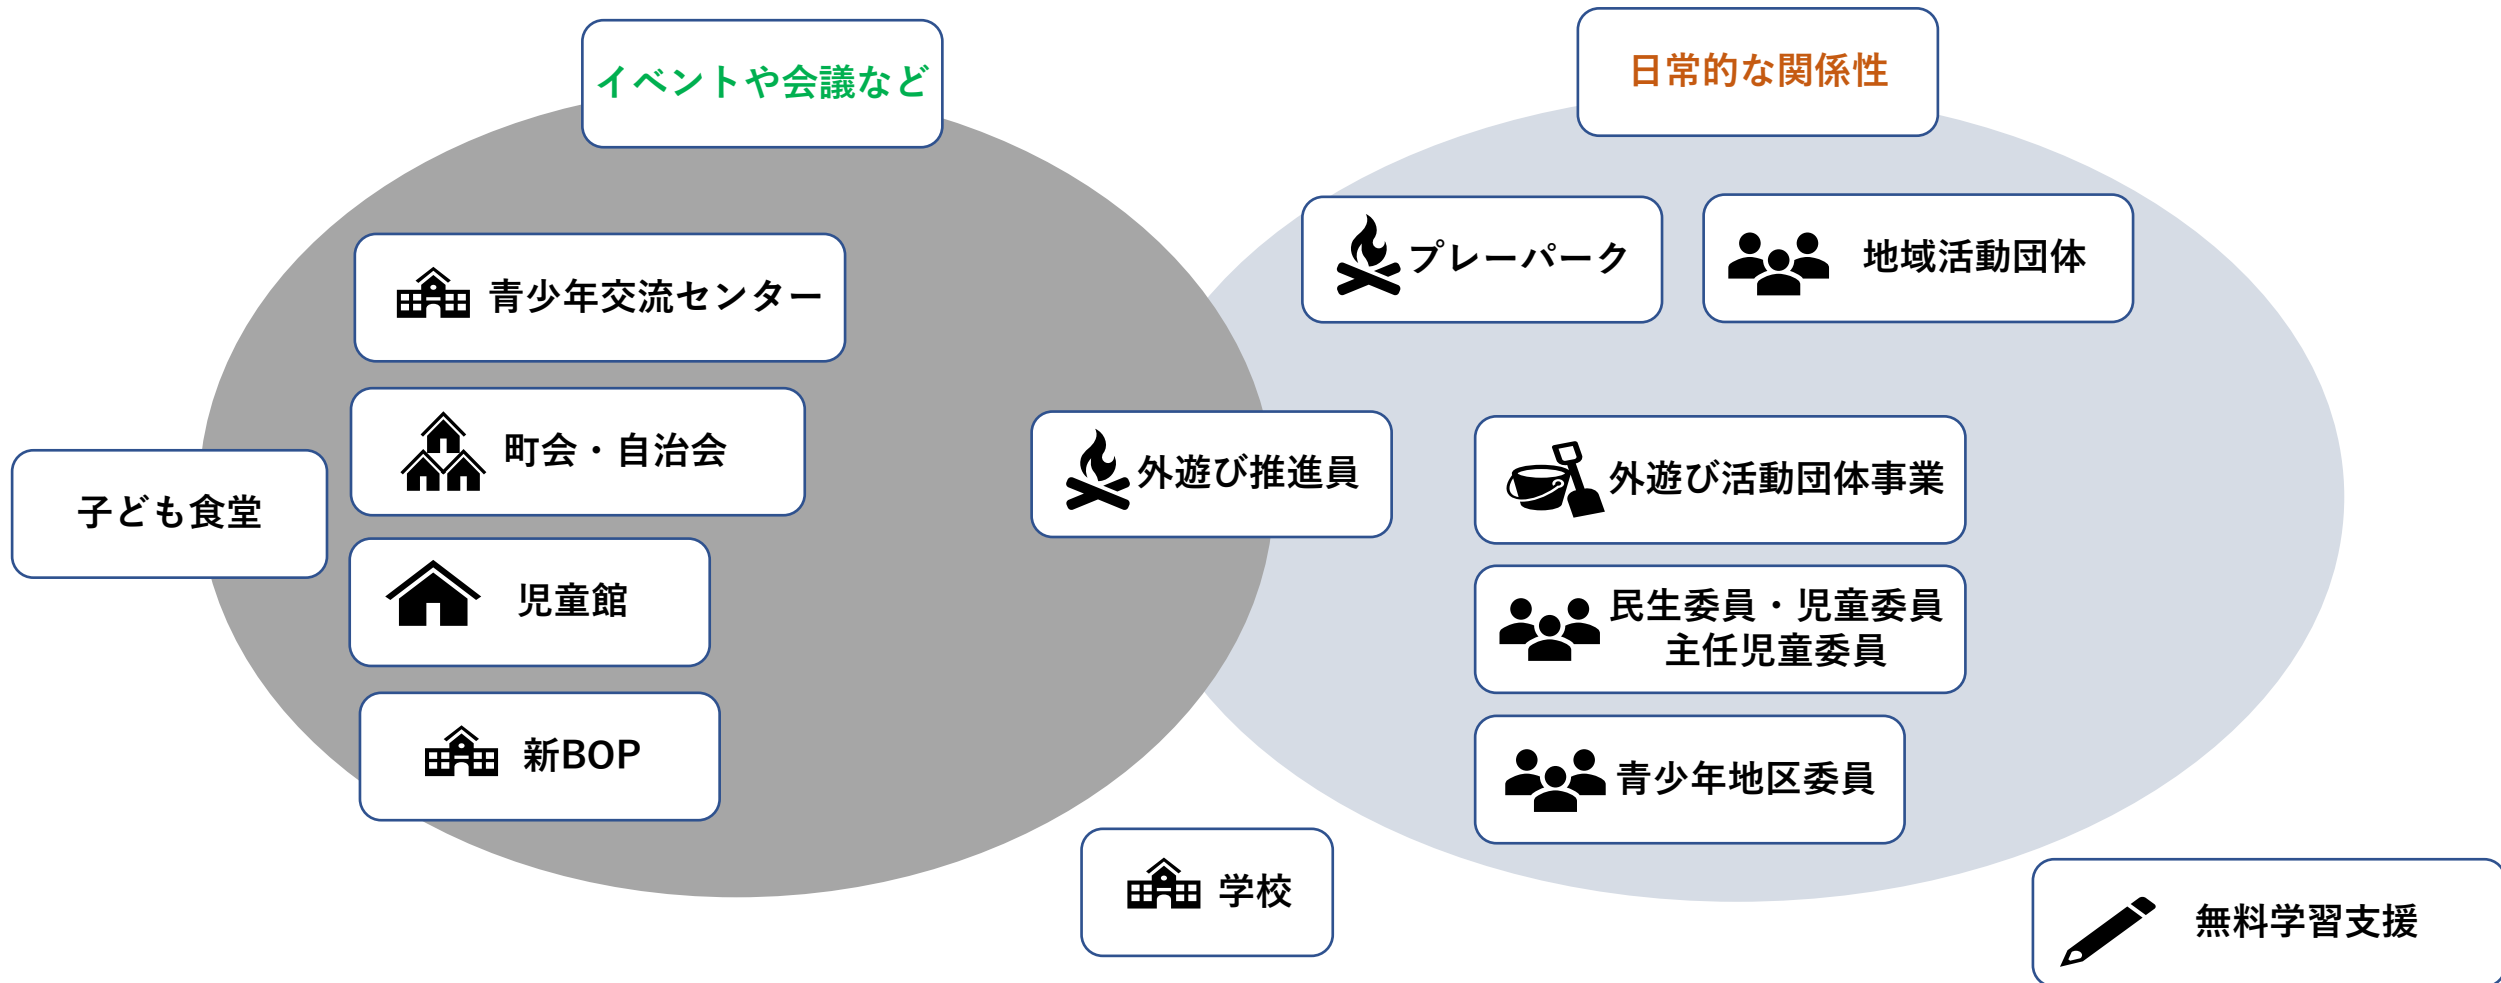 イベントや会議など
目的な関係性
青少年交流センター
町会・自治会
子ども食堂
児童館
新BOP
外遊び推進員
プレーパーク
地域活動団体
外遊び活動団体事業
民生委員・児童委員
主任児童委員
青少年地区委員
学校
無料学習支援